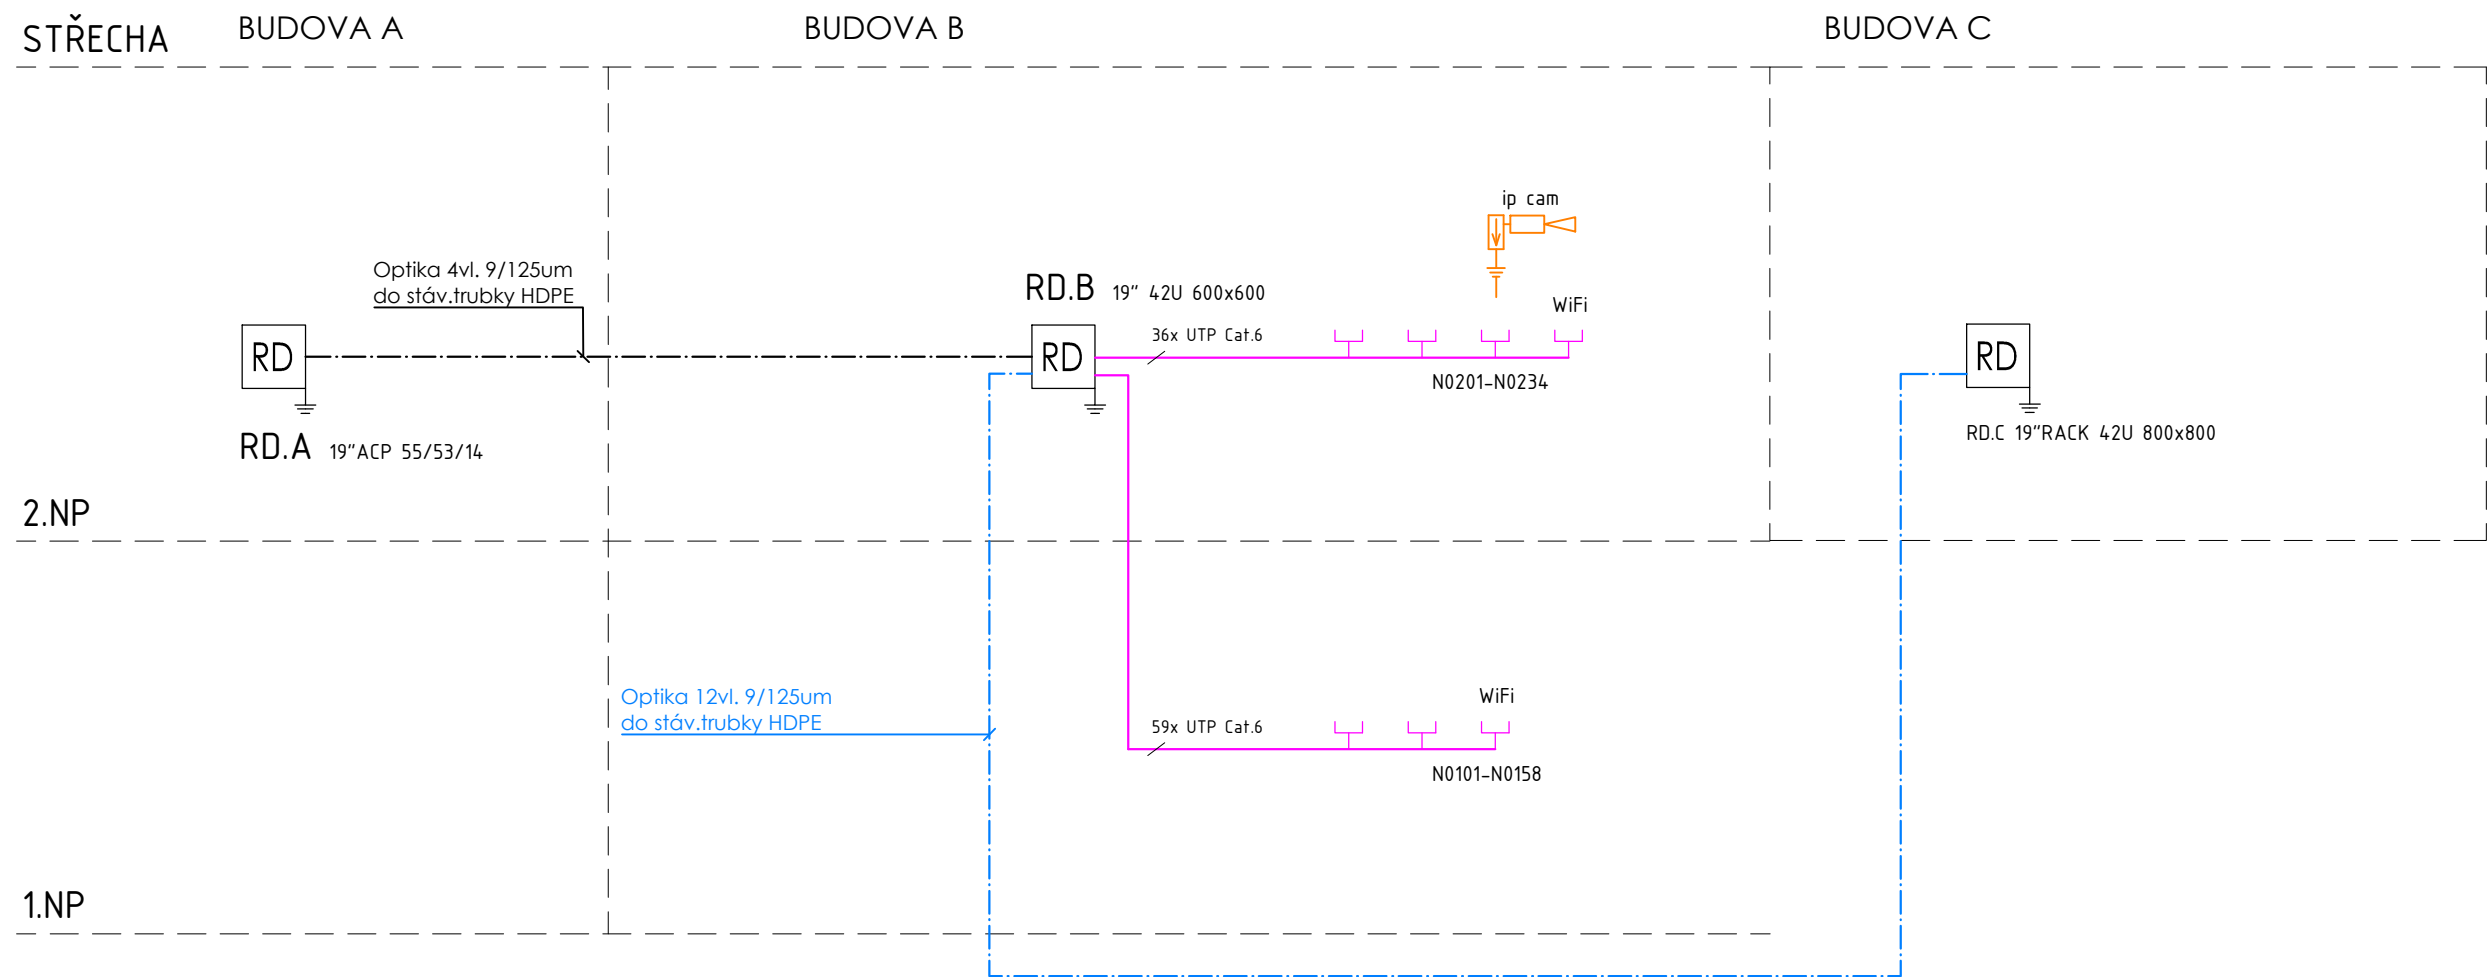 STŘECHA
BUDOVA A
BUDOVA B
BUDOVA C
ip cam
Optika 4vl. 9/125um
do stáv.trubky HDPE
RD.B 19" 42U 600x600
WiFi
36x UTP Cat.6
RD
RD
RD
N0201-N0234
RD.A 19"ACP 55/53/14
RD.C 19"RACK 42U 800x800
2.NP
Optika 12vl. 9/125um
do stáv.trubky HDPE
WiFi
59x UTP Cat.6
N0101-N0158
1.NP